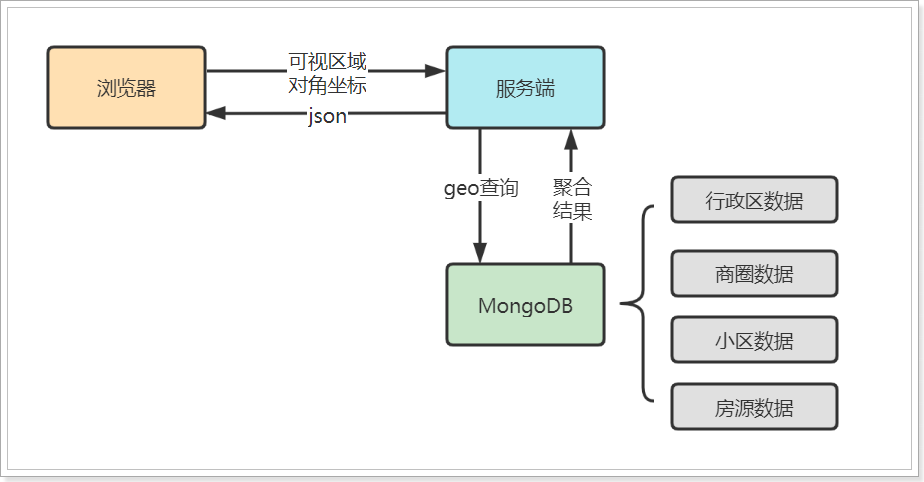 浏览器
可视区域
对角坐标
json
服务端
geo查询
聚合
结果
MongoDB
行政区数据
商圈数据
小区数据
房源数据